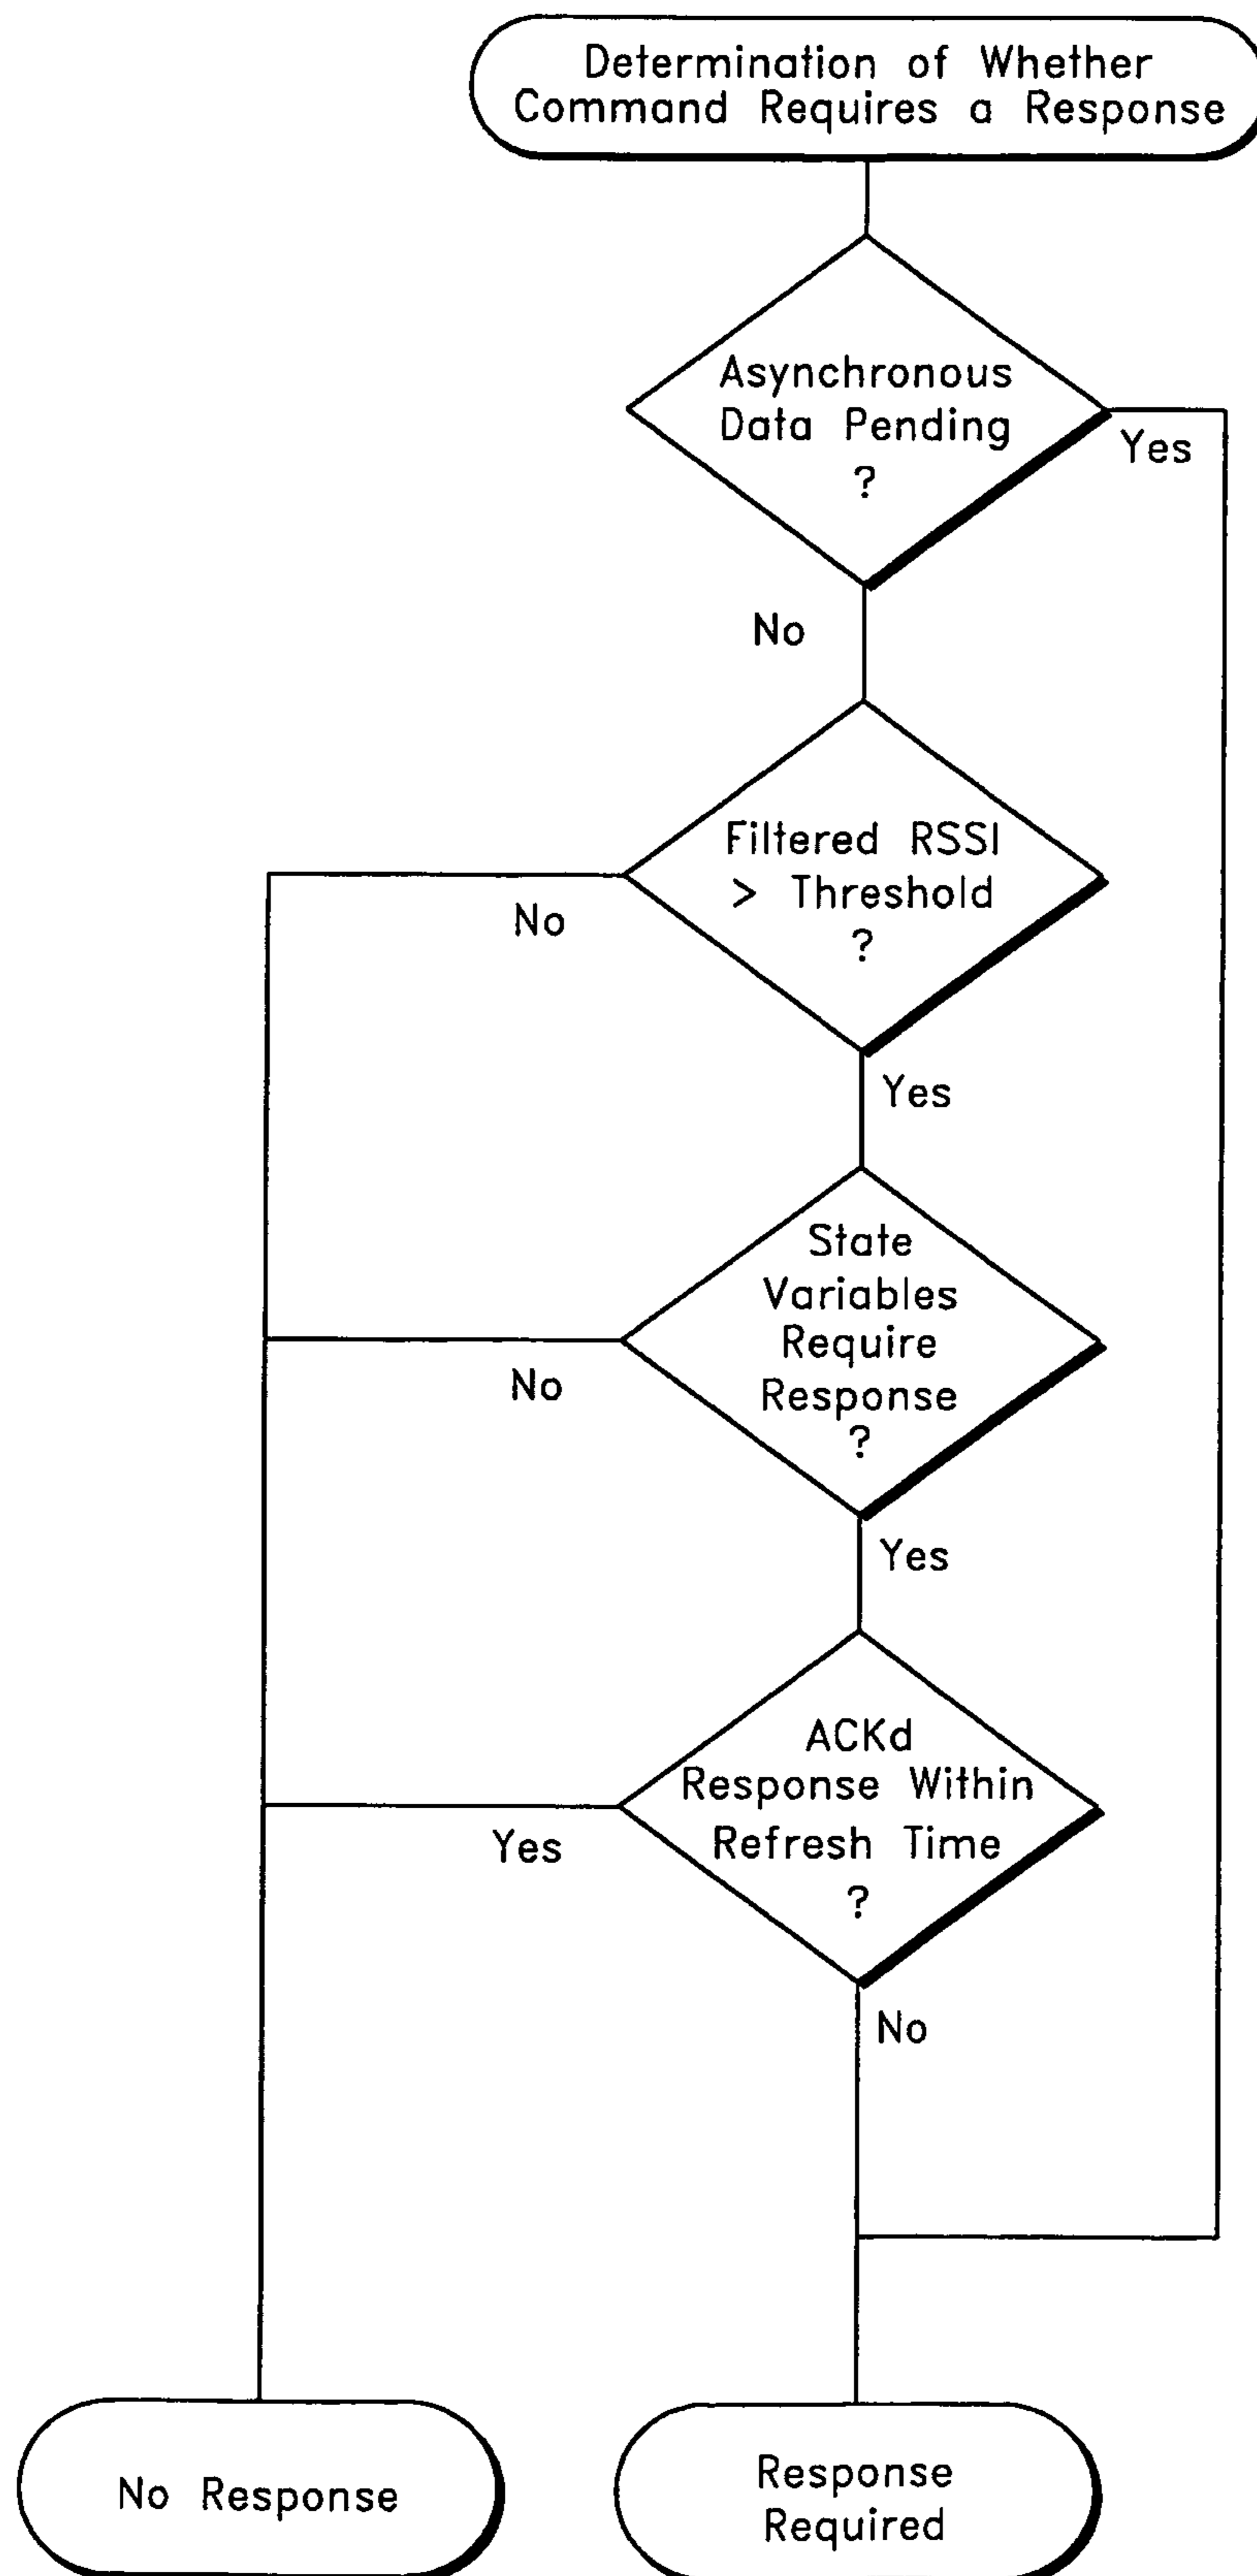 Determination of Whether
Command Requires a Response
Asynchronous
Data Pending
?
Yes
No
Filtered RSSI
> Threshold
?
No
Yes
State
Variables
Require
Response
?
No
Yes
ACKd
Response Within
Refresh Time
?
Yes
No
No Response
Response
Required